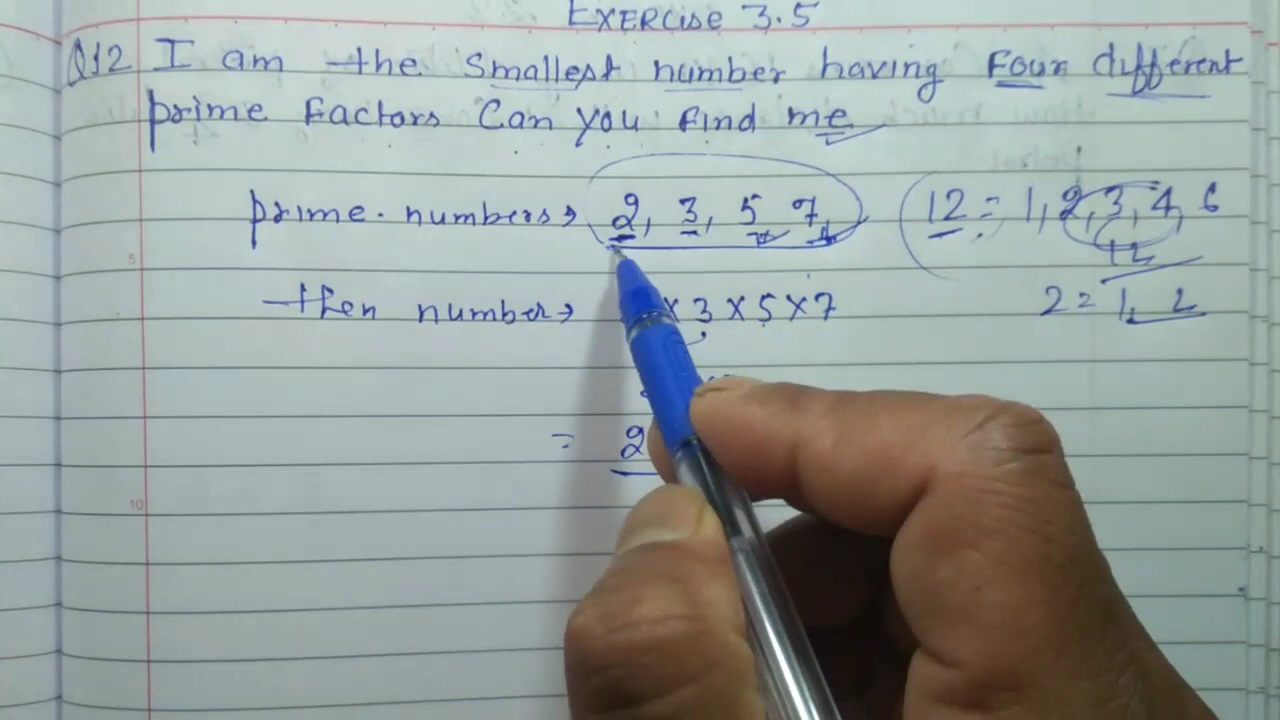 EXERCISE 3.5
Q12 I am the smallest number having Four different
prime Factors Can you Find me
prime numbers → 2, 3, 5 7, 12 = 1, 2, 3, 4, 6
12
then number → × 3 × 5 × 7 2 = 1, 2
= 2
5
10